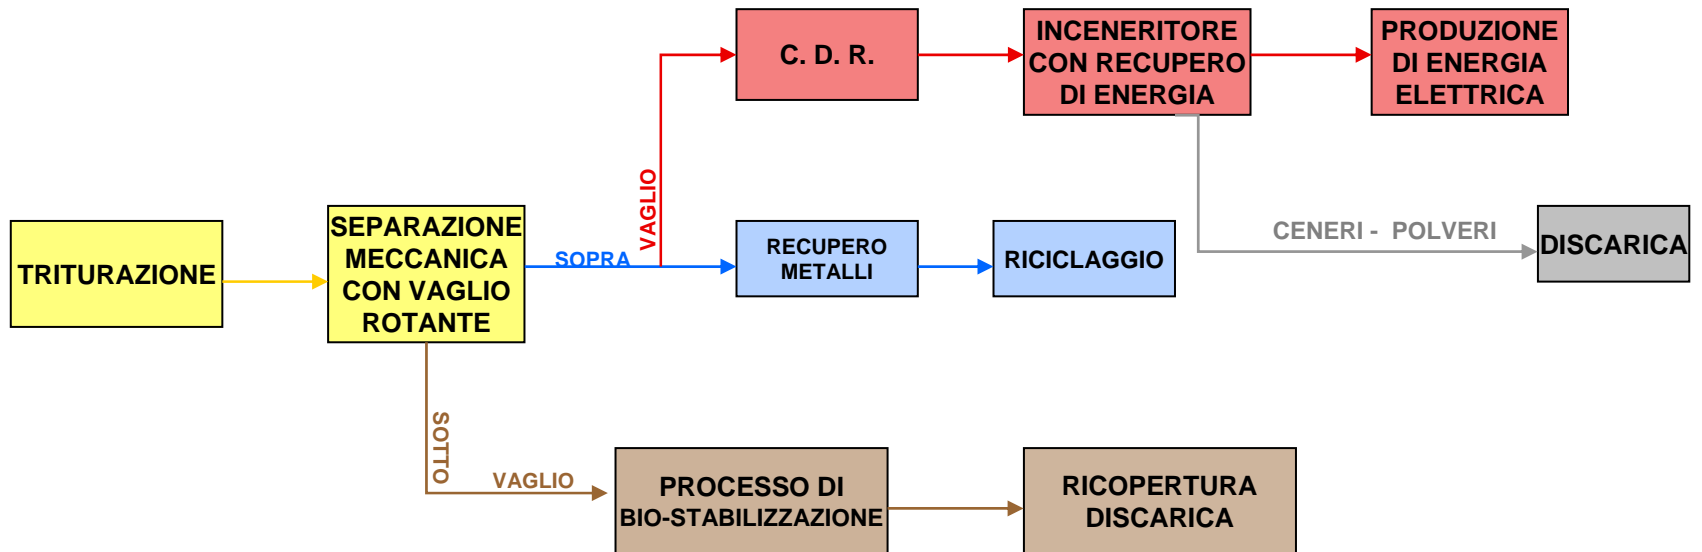 C. D. R.
INCENERITORE
CON RECUPERO
DI ENERGIA
PRODUZIONE
DI ENERGIA
ELETTRICA
VAGLIO
TRITURAZIONE
SEPARAZIONE
MECCANICA
CON VAGLIO
ROTANTE
SOPRA
RECUPERO
METALLI
RICICLAGGIO
CENERI - POLVERI
DISCARICA
SOTTO
VAGLIO
PROCESSO DI
BIO-STABILIZZAZIONE
RICOPERTURA
DISCARICA